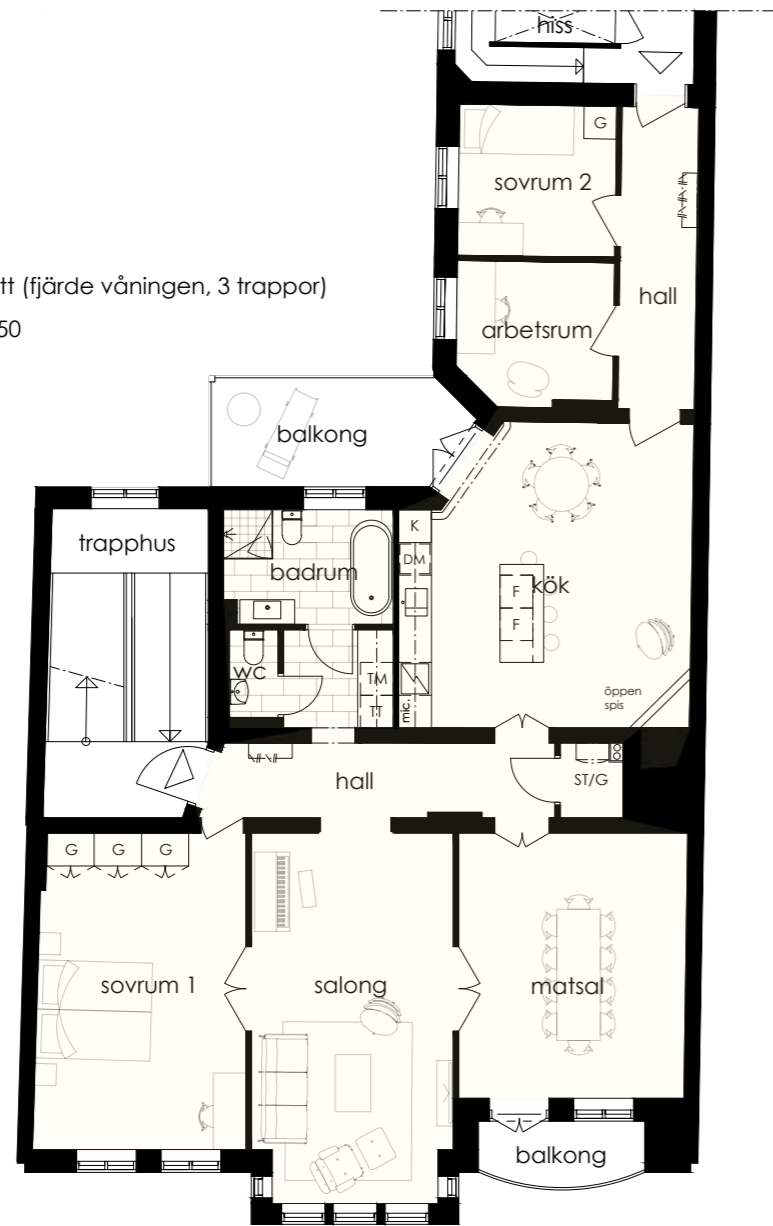 hiss
G
sovrum 2
tt (fjärde våningen, 3 trappor)
hall
50
arbetsrum
balkong
K
trapphus
DM
badrum
F
kök
F
wc
TM
öppen
spis
TT
mic.
hall
ST/G
G G G
sovrum 1
salong
matsal
balkong